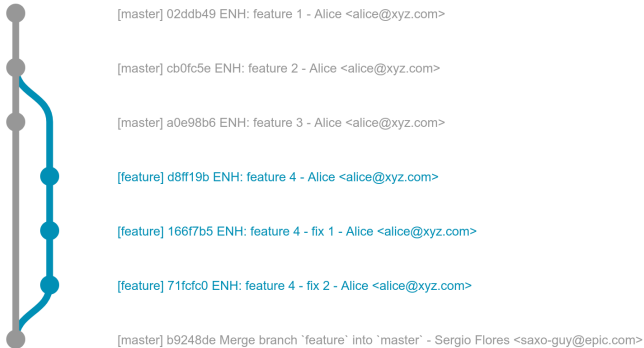 [master] 02ddb49 ENH: feature 1 - Alice <alice@xyz.com>
[master] cb0fc5e ENH: feature 2 - Alice <alice@xyz.com>
[master] a0e98b6 ENH: feature 3 - Alice <alice@xyz.com>
[feature] d8ff19b ENH: feature 4 - Alice <alice@xyz.com>
[feature] 166f7b5 ENH: feature 4 - fix 1 - Alice <alice@xyz.com>
[feature] 71fcfc0 ENH: feature 4 - fix 2 - Alice <alice@xyz.com>
[master] b9248de Merge branch `feature` into `master` - Sergio Flores <saxo-guy@epic.com>